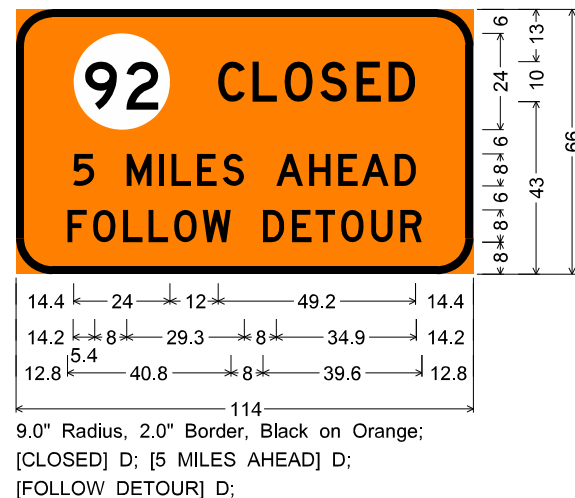 92 CLOSED
5 MILES AHEAD
FOLLOW DETOUR
6 24 6 8 6 8 8
13 10 43
66
14.4 24 12 49.2 14.4
14.2 5.4 8 29.3 8 34.9 14.2
12.8 40.8 8 39.6 12.8
114
9.0" Radius, 2.0" Border, Black on Orange;
[CLOSED] D; [5 MILES AHEAD] D;
[FOLLOW DETOUR] D;